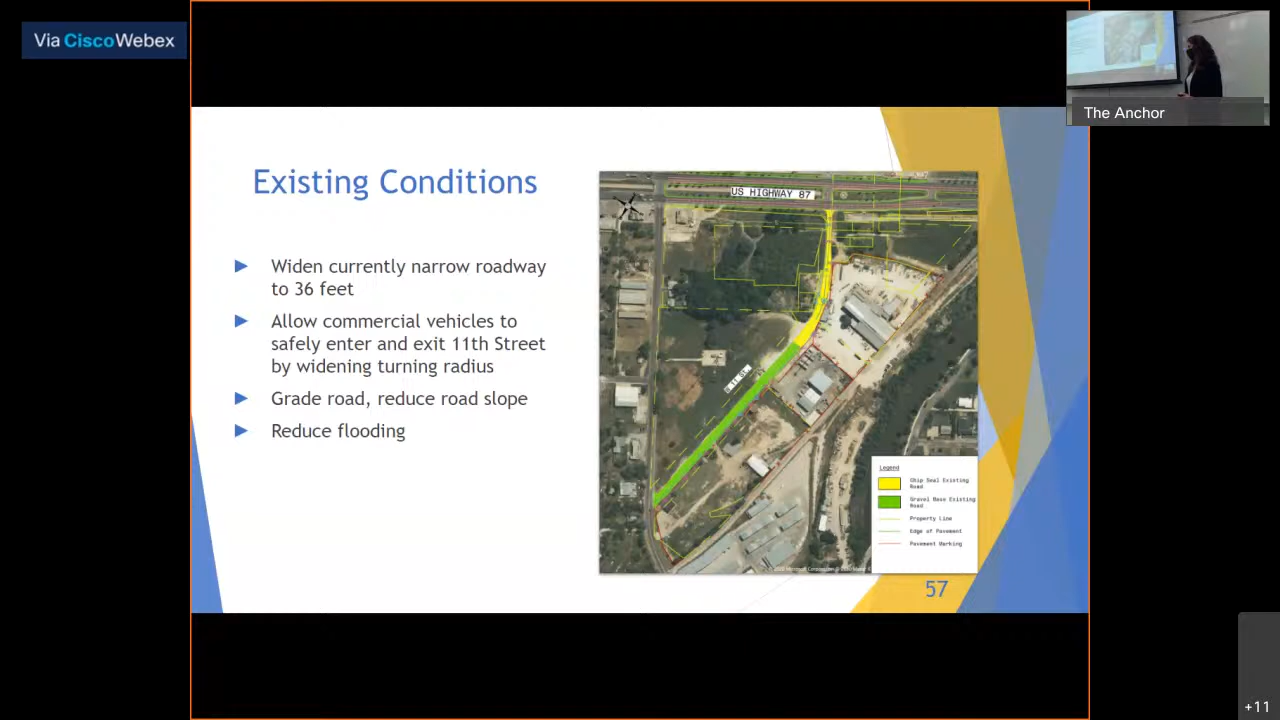 Via Cisco Webex
The Anchor
Existing Conditions
Widen currently narrow roadway
to 36 feet
Allow commercial vehicles to
safely enter and exit 11th Street
by widening turning radius
Grade road, reduce road slope
Reduce flooding
US HIGHWAY 87
N 11 ST.
Legend
Chip Seal Existing
Road
Gravel Base Existing
Road
Property Line
Edge of Pavement
Pavement Marking
57
+11